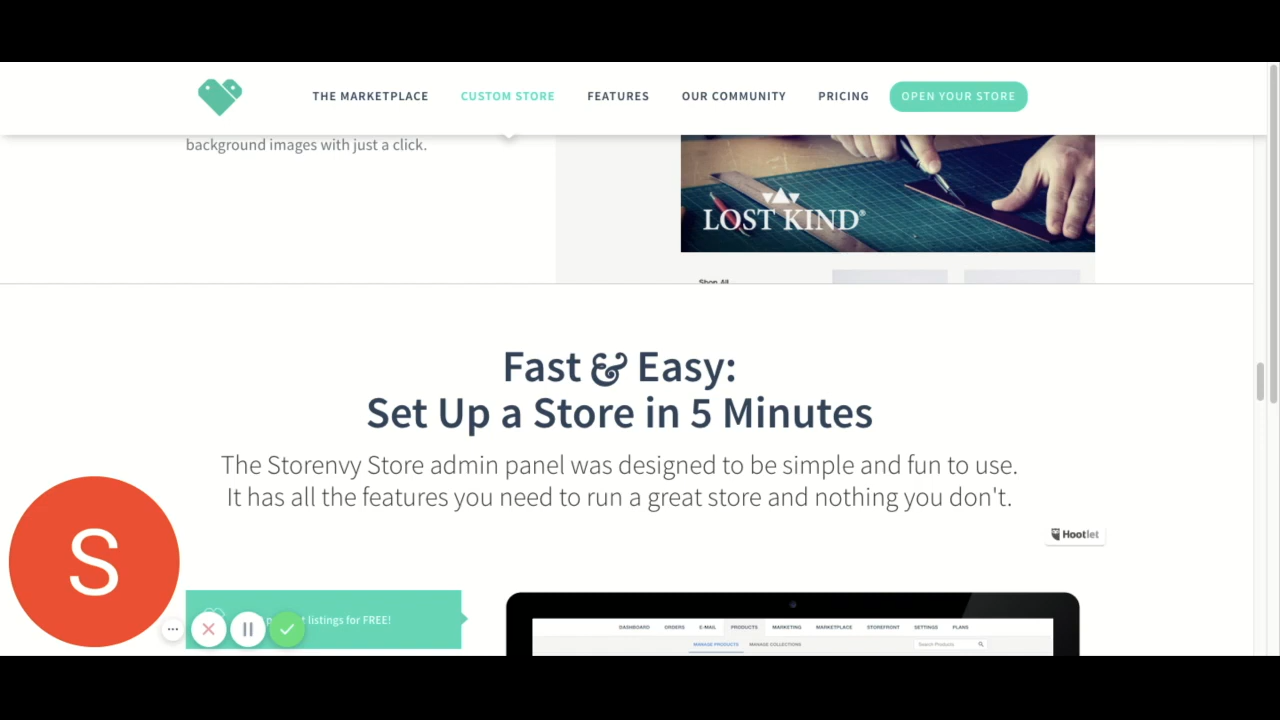 THE MARKETPLACE CUSTOM STORE FEATURES OUR COMMUNITY PRICING OPEN YOUR STORE
background images with just a click.
LOST KIND®
Shop All
Fast & Easy:
Set Up a Store in 5 Minutes
The Storenvy Store admin panel was designed to be simple and fun to use.
It has all the features you need to run a great store and nothing you don't.
Hootlet
S
listings for FREE!
DASHBOARD ORDERS E-MAIL PRODUCTS MARKETING MARKETPLACE STOREFRONT SETTINGS PLANS
MANAGE PRODUCTS MANAGE COLLECTIONS Search Products